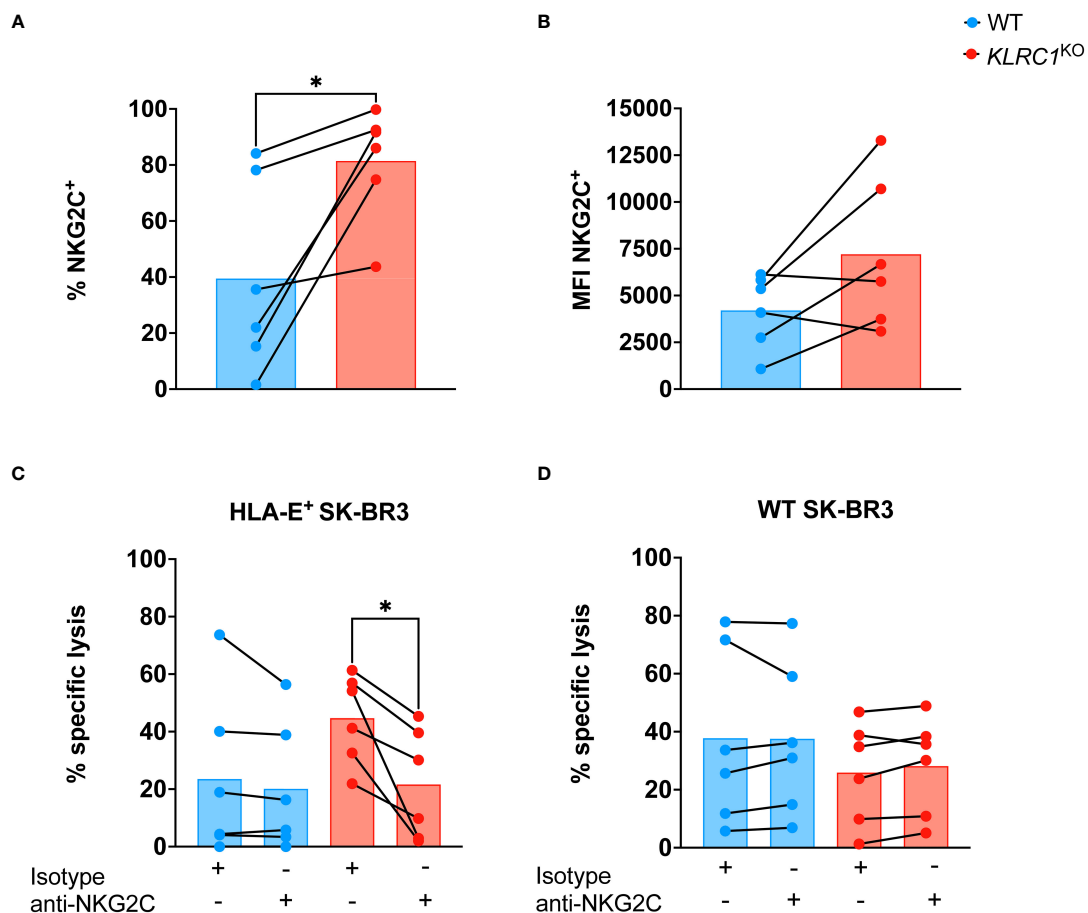 A
B
WT
KLRC1ᴷᴼ
*
100
80
60
40
20
0
% NKG2C⁺
15000
12500
10000
7500
5000
2500
0
MFI NKG2C⁺
C
D
HLA-E⁺ SK-BR3
WT SK-BR3
*
100
80
60
40
20
0
% specific lysis
100
80
60
40
20
0
% specific lysis
Isotype + - + -
anti-NKG2C - + - +
Isotype + - + -
anti-NKG2C - + - +